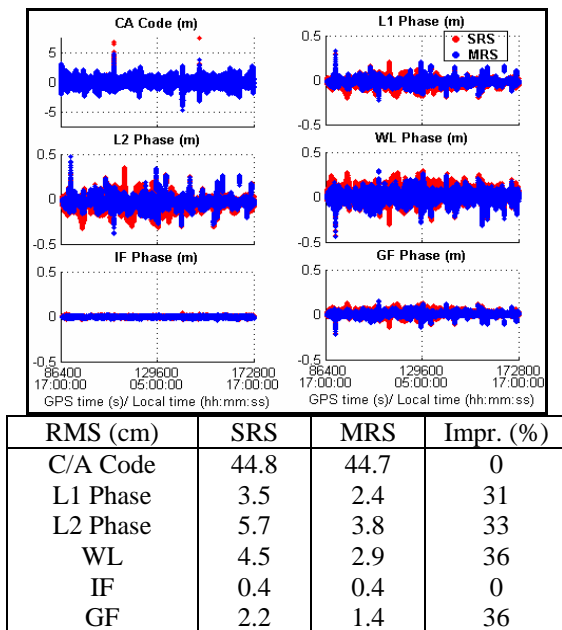 CA Code (m)
5
0
-5
L1 Phase (m)
0.5
0
-0.5
SRS
MRS
L2 Phase (m)
0.5
0
-0.5
WL Phase (m)
0.5
0
-0.5
IF Phase (m)
0.5
0
-0.5
86400 129600 172800
17:00:00 05:00:00 17:00:00
GPS time (s)/ Local time (hh:mm:ss)
GF Phase (m)
0.5
0
-0.5
86400 129600 172800
17:00:00 05:00:00 17:00:00
GPS time (s)/ Local time (hh:mm:ss)
RMS (cm) SRS MRS Impr. (%)
C/A Code 44.8 44.7 0
L1 Phase 3.5 2.4 31
L2 Phase 5.7 3.8 33
WL 4.5 2.9 36
IF 0.4 0.4 0
GF 2.2 1.4 36